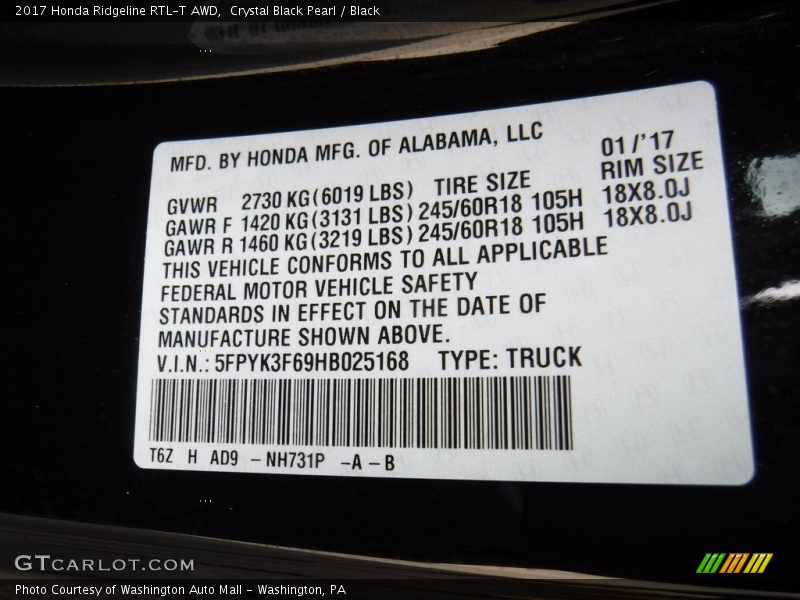 2017 Honda Ridgeline RTL-T AWD, Crystal Black Pearl / Black
MFD. BY HONDA MFG. OF ALABAMA, LLC 01/'17
GVWR 2730 KG(6019 LBS) TIRE SIZE RIM SIZE
GAWR F 1420 KG(3131 LBS) 245/60R18 105H 18X8.0J
GAWR R 1460 KG(3219 LBS) 245/60R18 105H 18X8.0J
THIS VEHICLE CONFORMS TO ALL APPLICABLE
FEDERAL MOTOR VEHICLE SAFETY
STANDARDS IN EFFECT ON THE DATE OF
MANUFACTURE SHOWN ABOVE.
V.I.N.: 5FPYK3F69HB025168 TYPE: TRUCK
T6Z H AD9 - NH731P -A - B
GTCARLOT.COM
Photo Courtesy of Washington Auto Mall - Washington, PA